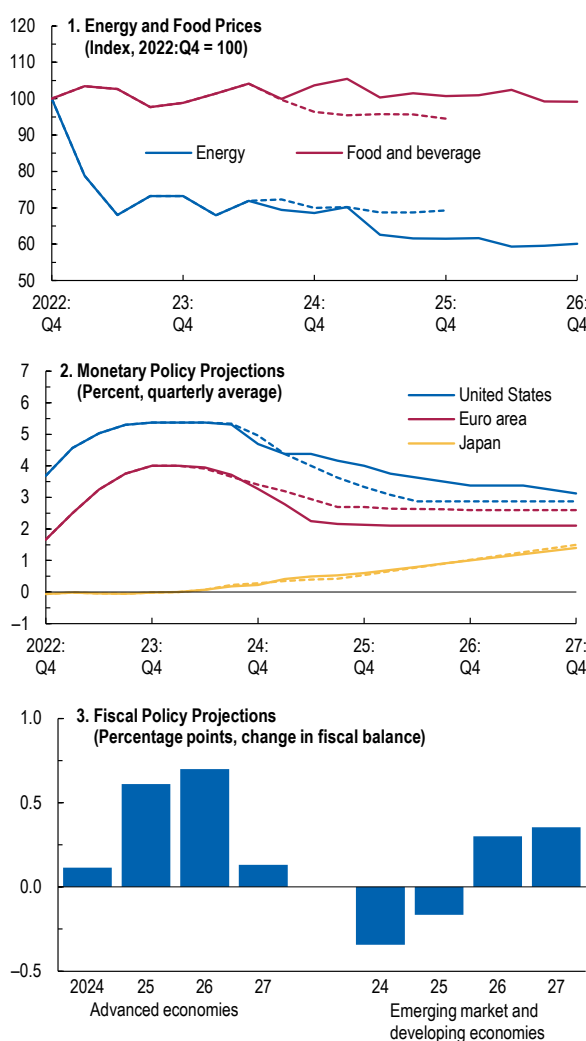 1. Energy and Food Prices
(Index, 2022:Q4 = 100)
120
110
100
90
80
70
60
50
Energy
Food and beverage
2022: 23: 24: 25: 26:
Q4 Q4 Q4 Q4 Q4
2. Monetary Policy Projections
(Percent, quarterly average)
7
6
5
4
3
2
1
0
–1
United States
Euro area
Japan
2022: 23: 24: 25: 26: 27:
Q4 Q4 Q4 Q4 Q4 Q4
3. Fiscal Policy Projections
(Percentage points, change in fiscal balance)
1.0
0.5
0.0
–0.5
2024 25 26 27 24 25 26 27
Advanced economies
Emerging market and
developing economies